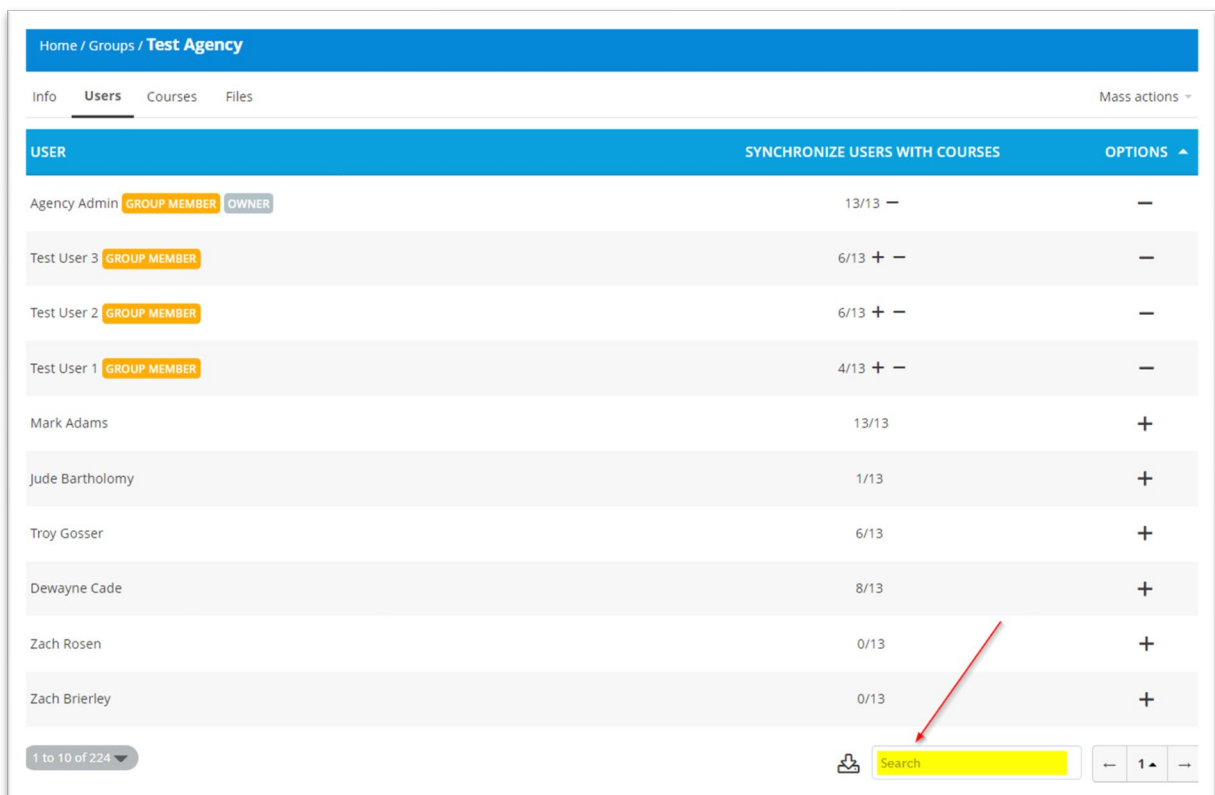 Home / Groups / Test Agency
Info Users Courses Files Mass actions
USER SYNCHRONIZE USERS WITH COURSES OPTIONS
Agency Admin GROUP MEMBER OWNER 13/13 −
−
Test User 3 GROUP MEMBER 6/13 + − −
Test User 2 GROUP MEMBER 6/13 + − −
Test User 1 GROUP MEMBER 4/13 + − −
Mark Adams 13/13 +
Jude Bartholomy 1/13 +
Troy Gosser 6/13 +
Dewayne Cade 8/13 +
Zach Rosen 0/13 +
Zach Brierley 0/13 +
1 to 10 of 224 Search ← 1 →